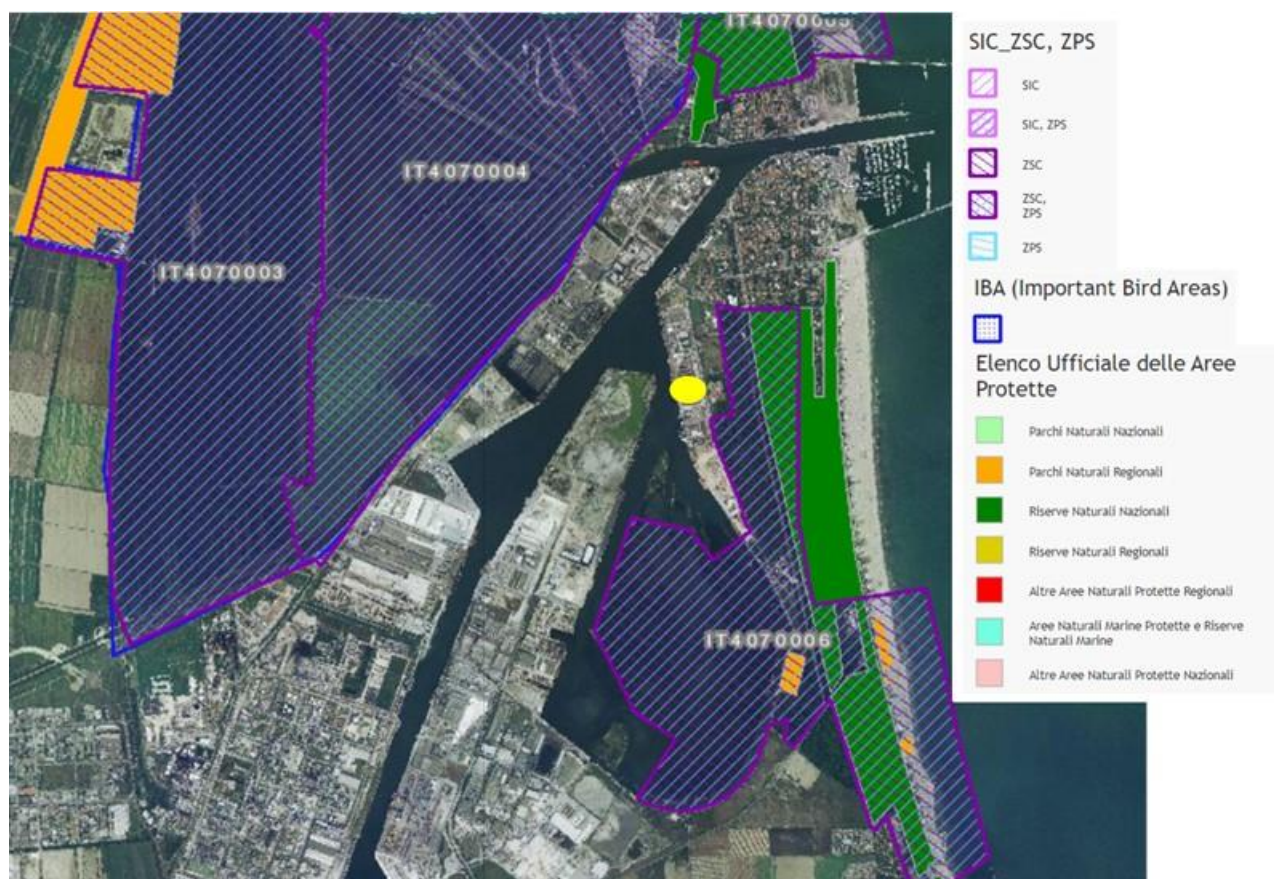 IT4070005
IT4070004
IT4070003
IT4070006
SIC_ZSC, ZPS
SIC
SIC, ZPS
ZSC
ZSC,
ZPS
ZPS
IBA (Important Bird Areas)
Elenco Ufficiale delle Aree
Protette
Parchi Naturali Nazionali
Parchi Naturali Regionali
Riserve Naturali Nazionali
Riserve Naturali Regionali
Altre Aree Naturali Protette Regionali
Aree Naturali Marine Protette e Riserve
Naturali Marine
Altre Aree Naturali Protette Nazionali